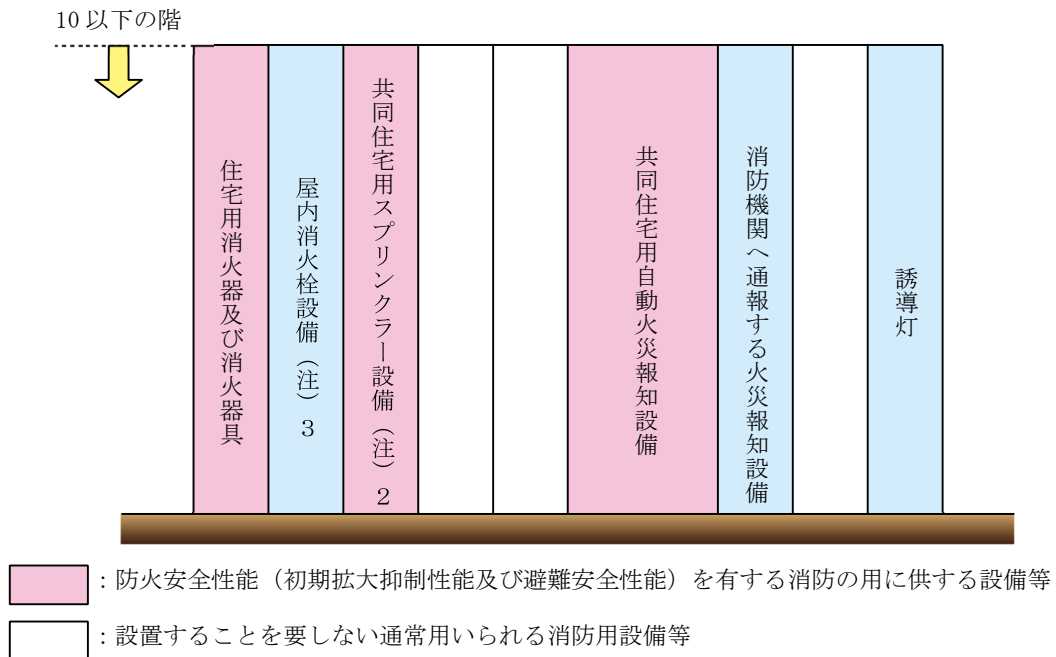 10 以下の階
住宅用消火器及び消火器具
屋内消火栓設備（注）3
共同住宅用スプリンクラー設備（注）2
共同住宅用自動火災報知設備
消防機関へ通報する火災報知設備
誘導灯
：防火安全性能（初期拡大抑制性能及び避難安全性能）を有する消防の用に供する設備等
：設置することを要しない通常用いられる消防用設備等